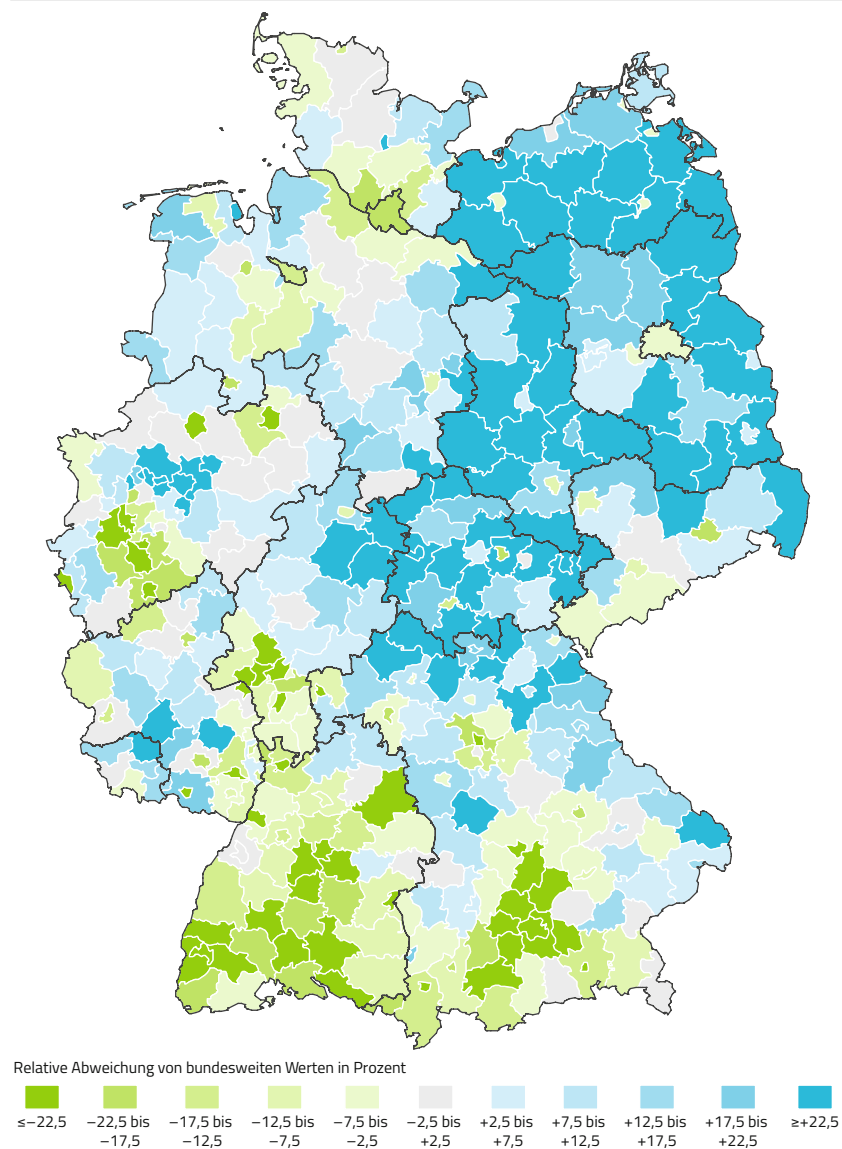 Relative Abweichung von bundesweiten Werten in Prozent
≤−22,5
−22,5 bis −17,5
−17,5 bis −12,5
−12,5 bis −7,5
−7,5 bis −2,5
−2,5 bis +2,5
+2,5 bis +7,5
+7,5 bis +12,5
+12,5 bis +17,5
+17,5 bis +22,5
≥+22,5